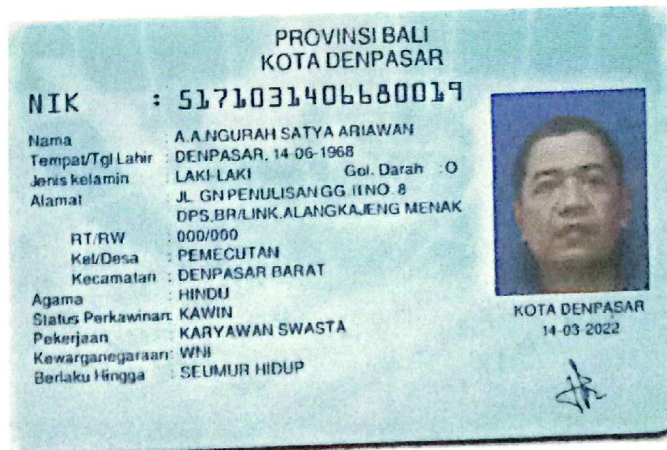 PROVINSI BALI
KOTA DENPASAR
NIK : 5171031406680019
Nama : A.A.NGURAH SATYA ARIAWAN
Tempat/Tgl Lahir : DENPASAR, 14-06-1968
Jenis kelamin : LAKI-LAKI Gol. Darah : O
Alamat : JL. GN PENULISAN GG. II NO. 8
DPS,BR/LINK.ALANGKAJENG MENAK
RT/RW : 000/000
Kel/Desa : PEMECUTAN
Kecamatan : DENPASAR BARAT
Agama : HINDU
Status Perkawinan: KAWIN
Pekerjaan : KARYAWAN SWASTA
Kewarganegaraan: WNI
Berlaku Hingga : SEUMUR HIDUP
KOTA DENPASAR
14-03-2022